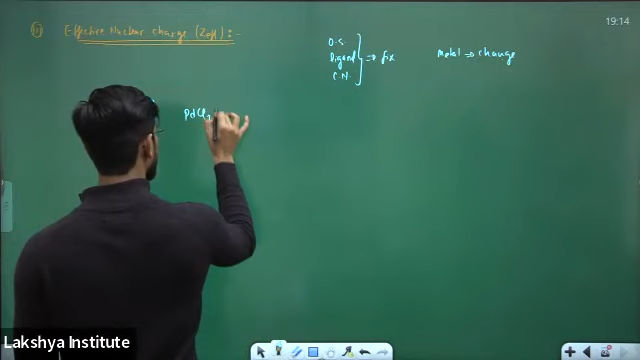 Effective Nuclear charge (Zeff) :-
O.S.
Ligand => fix
C.N.
Metal => change
PdCl2
19:14
Lakshya Institute